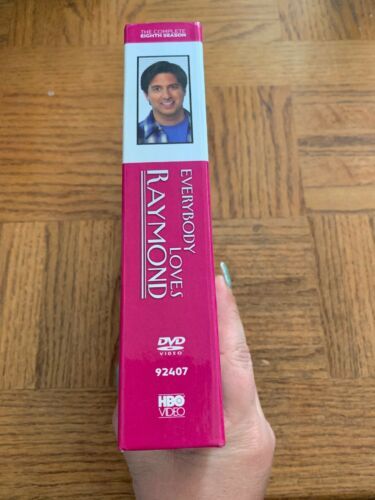 THE COMPLETE
EIGHTH SEASON
EVERYBODY
LOVES
RAYMOND
DVD
VIDEO
92407
HBO
VIDEO